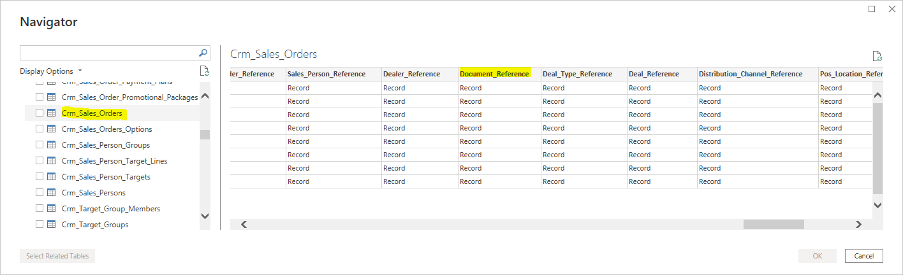 Navigator
Display Options
Crm_Sales_Order_Payment_Plans
Crm_Sales_Order_Promotional_Packages
Crm_Sales_Orders
Crm_Sales_Orders_Options
Crm_Sales_Person_Groups
Crm_Sales_Person_Target_Lines
Crm_Sales_Person_Targets
Crm_Sales_Persons
Crm_Target_Group_Members
Crm_Target_Groups
Crm_Sales_Orders
ler_Reference Sales_Person_Reference Dealer_Reference Document_Reference Deal_Type_Reference Deal_Reference Distribution_Channel_Reference Pos_Location_Refer
Record Record Record Record Record Record Record
Record Record Record Record Record Record Record
Record Record Record Record Record Record Record
Record Record Record Record Record Record Record
Record Record Record Record Record Record Record
Record Record Record Record Record Record Record
Record Record Record Record Record Record Record
Record Record Record Record Record Record Record
Select Related Tables
OK
Cancel